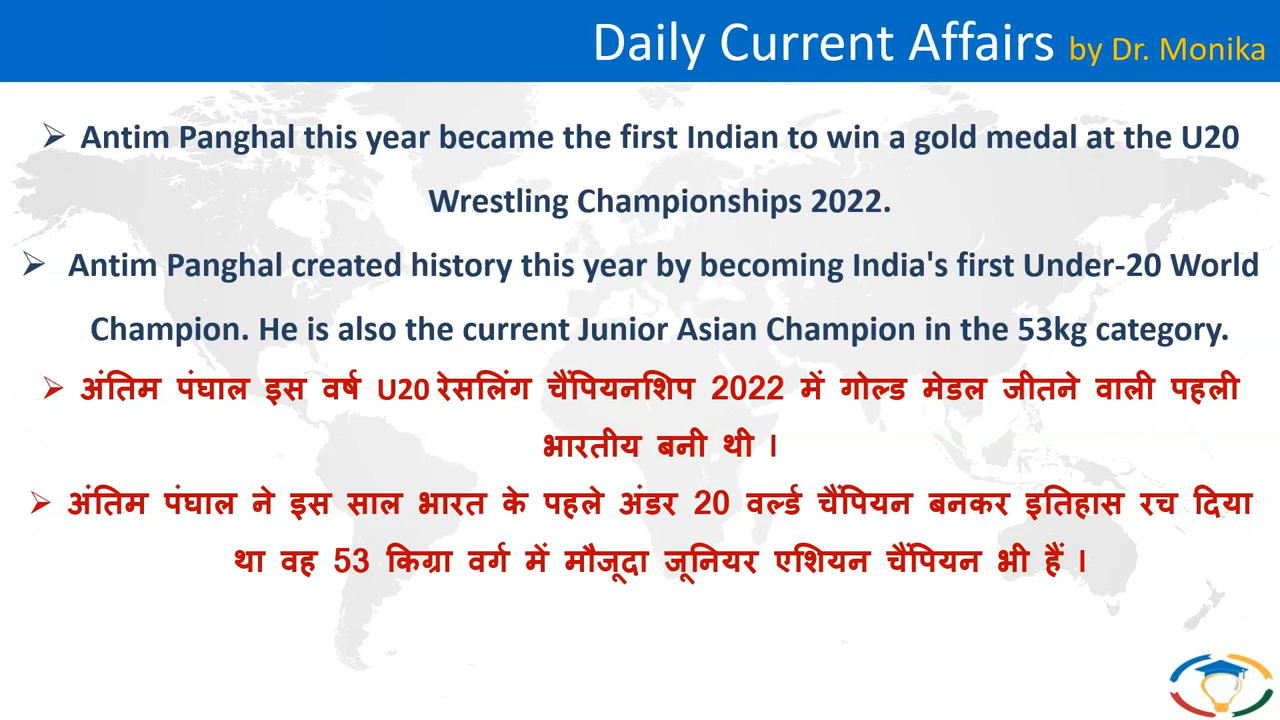 Daily Current Affairs by Dr. Monika
➢ Antim Panghal this year became the first Indian to win a gold medal at the U20
Wrestling Championships 2022.
➢ Antim Panghal created history this year by becoming India's first Under-20 World
Champion. He is also the current Junior Asian Champion in the 53kg category.
➢ अंतिम पंघाल इस वर्ष U20 रेसलिंग चैंपियनशिप 2022 में गोल्ड मेडल जीतने वाली पहली
भारतीय बनी थी ।
➢ अंतिम पंघाल ने इस साल भारत के पहले अंडर 20 वर्ल्ड चैंपियन बनकर इतिहास रच दिया
था वह 53 किग्रा वर्ग में मौजूदा जूनियर एशियन चैंपियन भी हैं ।